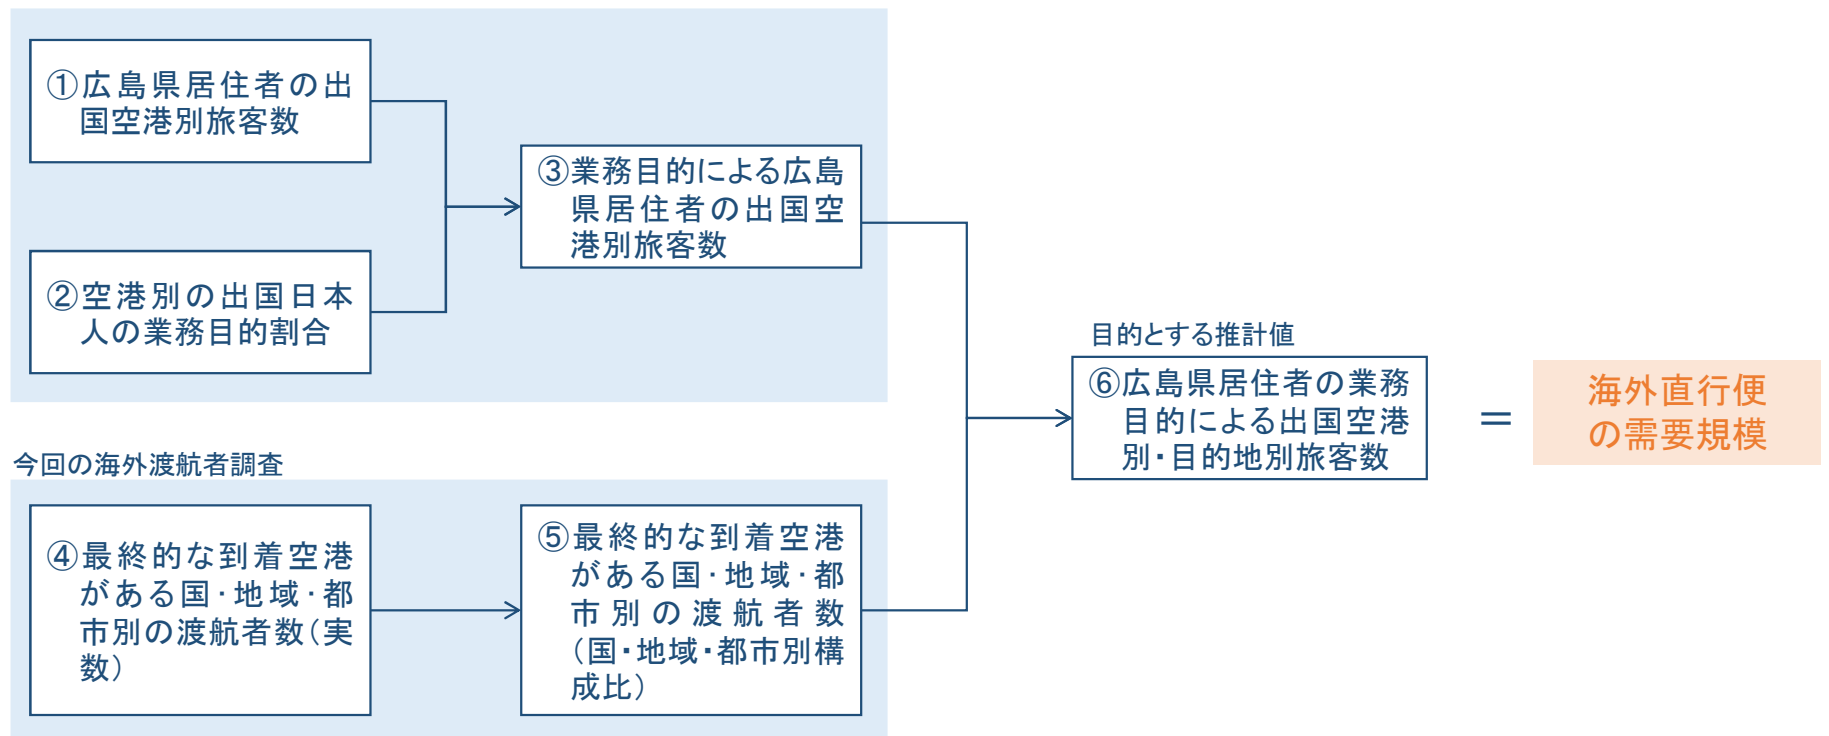 ①広島県居住者の出
国空港別旅客数
②空港別の出国日本
人の業務目的割合
③業務目的による広島
県居住者の出国空
港別旅客数
今回の海外渡航者調査
④最終的な到着空港
がある国・地域・都
市別の渡航者数(実
数)
⑤最終的な到着空港
がある国・地域・都
市別の渡航者数
(国・地域・都市別構
成比)
目的とする推計値
⑥広島県居住者の業務
目的による出国空港
別・目的地別旅客数
＝
海外直行便
の需要規模